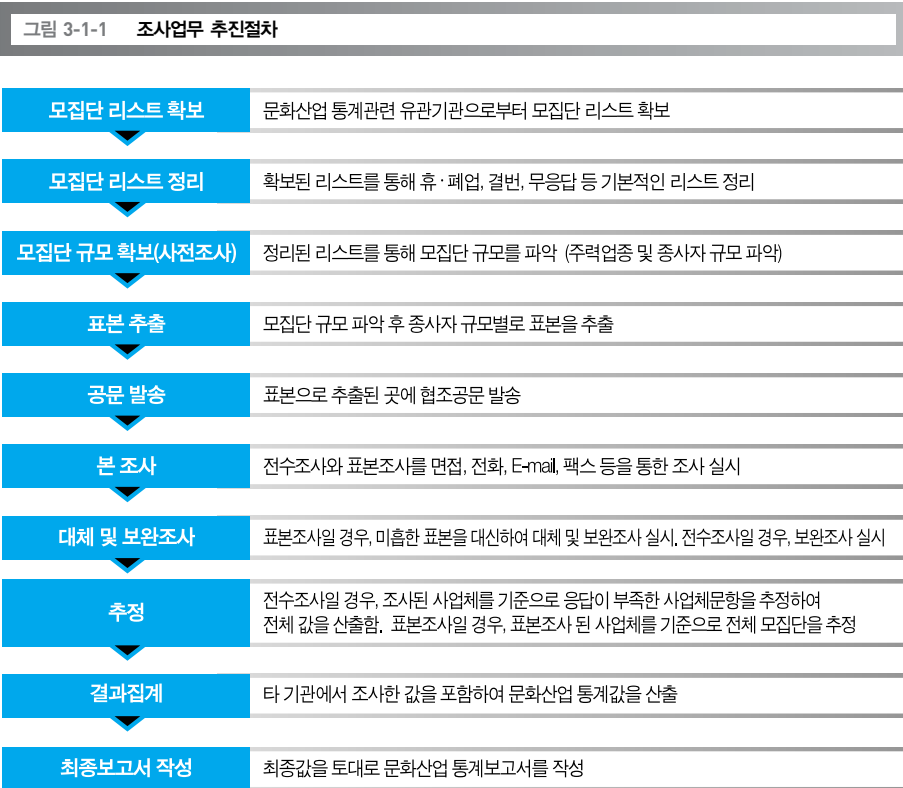 그림 3-1-1 조사업무 추진절차
모집단 리스트 확보
문화산업 통계관련 유관기관으로부터 모집단 리스트 확보
모집단 리스트 정리
확보된 리스트를 통해 휴·폐업, 결번, 무응답 등 기본적인 리스트 정리
모집단 규모 확보(사전조사)
정리된 리스트를 통해 모집단 규모를 파악 (주력업종 및 종사자 규모 파악)
표본 추출
모집단 규모 파악 후 종사자 규모별로 표본을 추출
공문 발송
표본으로 추출된 곳에 협조공문 발송
본 조사
전수조사와 표본조사를 면접, 전화, E-mail, 팩스 등을 통한 조사 실시
대체 및 보완조사
표본조사일 경우, 미흡한 표본을 대신하여 대체 및 보완조사 실시. 전수조사일 경우, 보완조사 실시
추정
전수조사일 경우, 조사된 사업체를 기준으로 응답이 부족한 사업체문항을 추정하여
전체 값을 산출함. 표본조사일 경우, 표본조사 된 사업체를 기준으로 전체 모집단을 추정
결과집계
타 기관에서 조사한 값을 포함하여 문화산업 통계값을 산출
최종보고서 작성
최종값을 토대로 문화산업 통계보고서를 작성